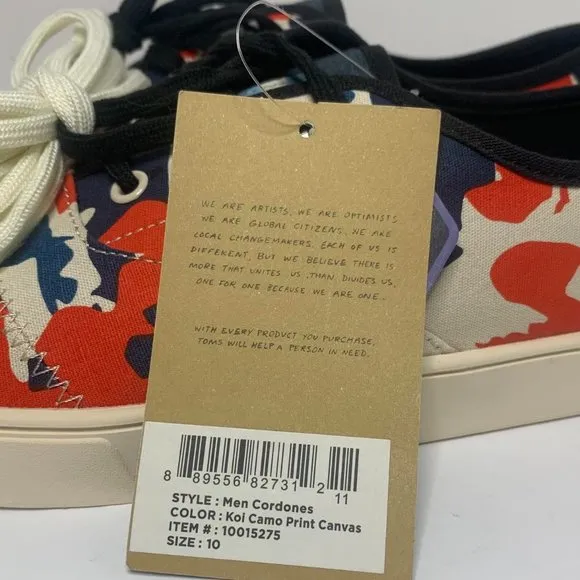 WE ARE ARTISTS. WE ARE OPTIMISTS
WE ARE GLOBAL CITIZENS. WE ARE
LOCAL CHANGEMAKERS. EACH OF US IS
DIFFERENT, BUT WE BELIEVE THERE IS
MORE THAT UNITES US THAN DIVIDES US.
ONE FOR ONE BECAUSE WE ARE ONE..
WITH EVERY PRODUCT YOU PURCHASE,
TOMS WILL HELP A PERSON IN NEED.
8 89556 82731 2 11
STYLE : Men Cordones
COLOR : Koi Camo Print Canvas
ITEM # : 10015275
SIZE : 10